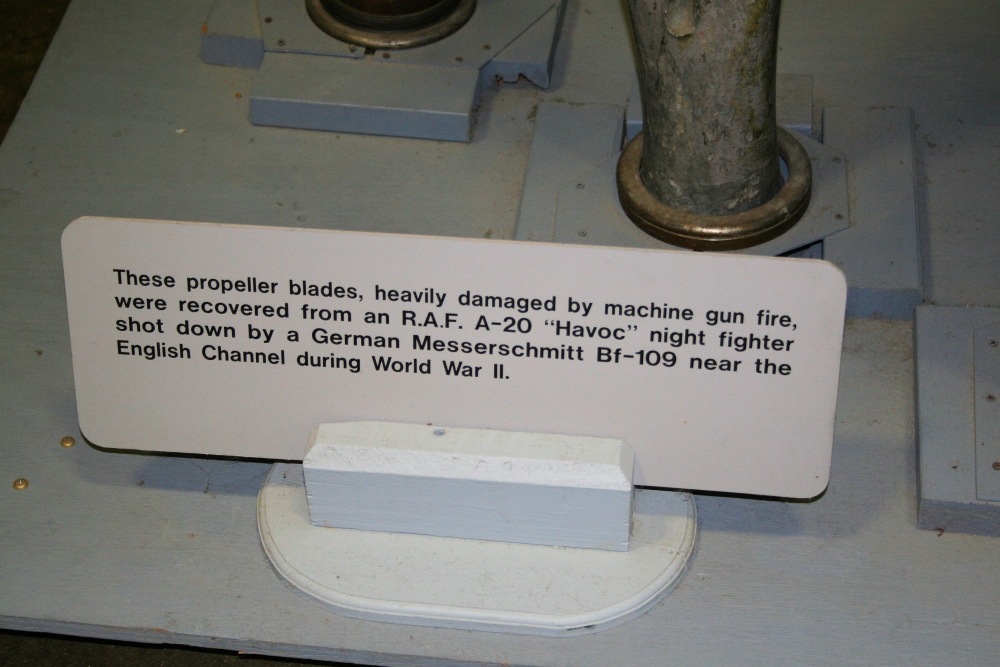 These propeller blades, heavily damaged by machine gun fire,
were recovered from an R.A.F. A-20 “Havoc” night fighter
shot down by a German Messerschmitt Bf-109 near the
English Channel during World War II.